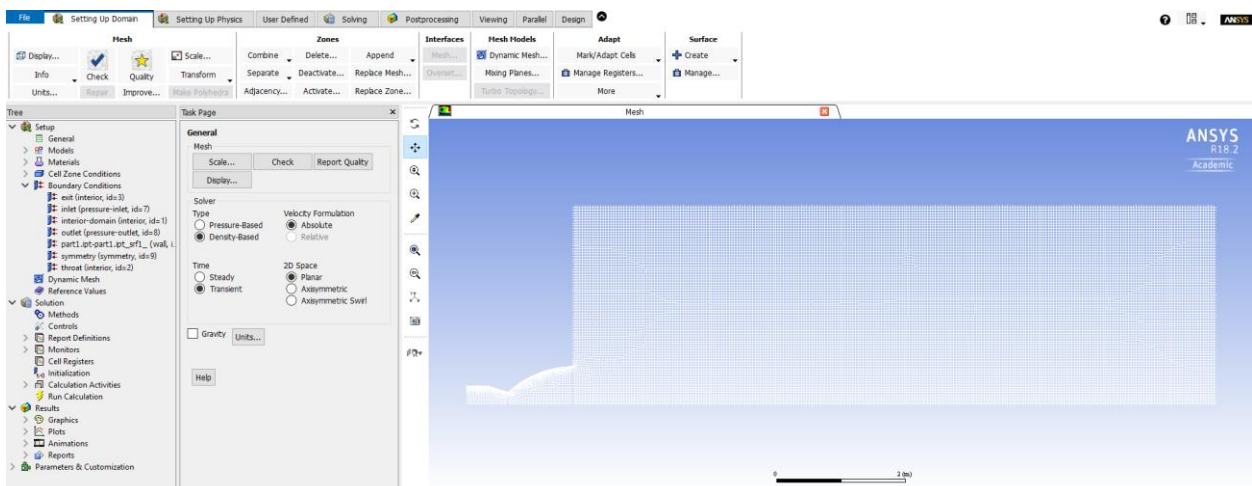 File Setting Up Domain Setting Up Physics User Defined Solving Postprocessing Viewing Parallel Design
ANSYS
Mesh Zones Interfaces Mesh Models Adapt Surface
Display... Scale... Combine Delete... Append Mesh... Dynamic Mesh... Mark/Adapt Cells Create
Info Check Quality Transform Separate Deactivate... Replace Mesh... Overset... Mixing Planes... Manage Registers... Manage...
Units... Repair Improve... Make Polyhedra Adjacency... Activate... Replace Zone... Turbo Topology... More
Tree
Setup
General
Models
Materials
Cell Zone Conditions
Boundary Conditions
exit (interior, id=3)
inlet (pressure-inlet, id=7)
interior-domain (interior, id=1)
outlet (pressure-outlet, id=8)
part1.ipt-part1.ipt_srf1_ (wall, i...
symmetry (symmetry, id=9)
throat (interior, id=2)
Dynamic Mesh
Reference Values
Solution
Methods
Controls
Report Definitions
Monitors
Cell Registers
Initialization
Calculation Activities
Run Calculation
Results
Graphics
Plots
Animations
Reports
Parameters & Customization
Task Page
General
Mesh
Scale... Check Report Quality
Display...
Solver
Type Velocity Formulation
Pressure-Based Absolute
Density-Based Relative
Time 2D Space
Steady Planar
Transient Axisymmetric
Axisymmetric Swirl
Gravity Units...
Help
Mesh
ANSYS
R18.2
Academic
0 2 (m)